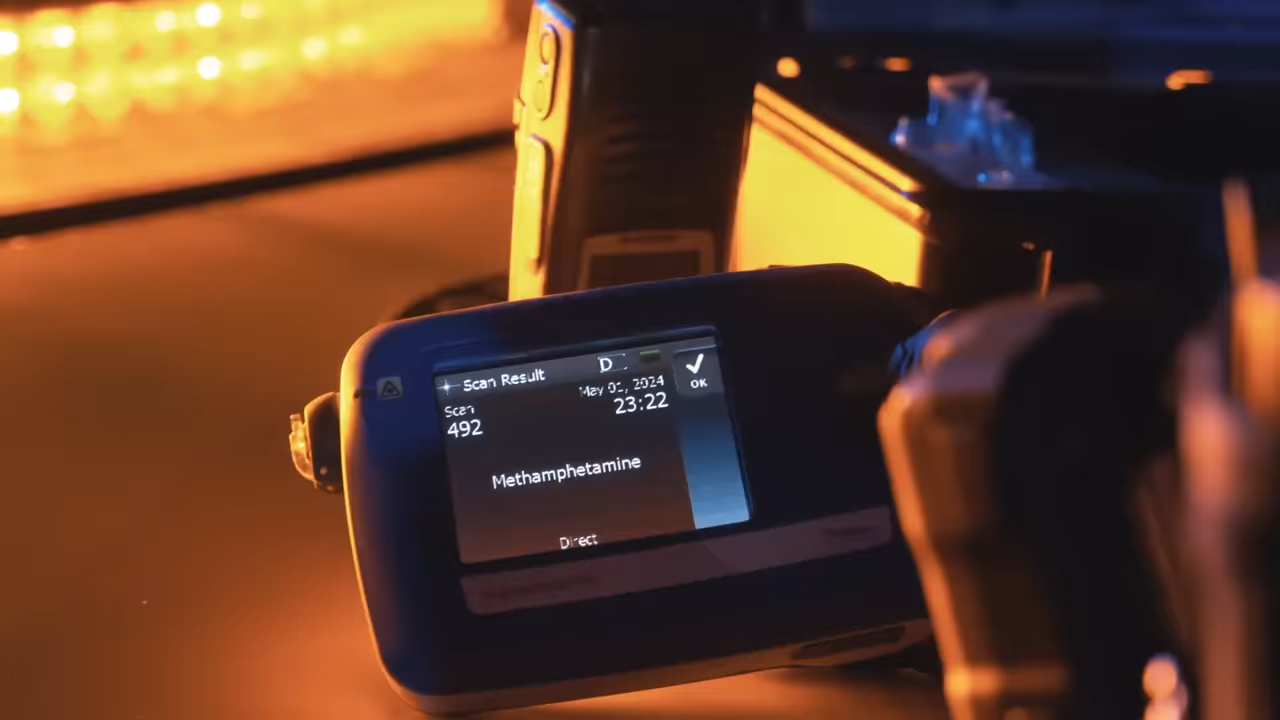 Scan Result
D
OK
Scan
May 01, 2024
492
23:22
Methamphetamine
Direct